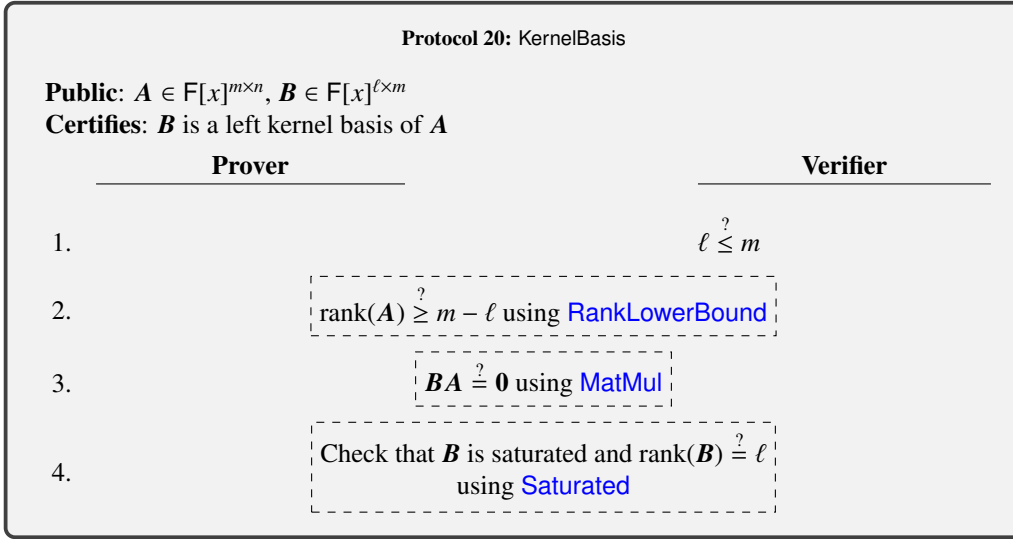 Protocol 20: KernelBasis
Public: A ∈ F[x]^{m×n}, B ∈ F[x]^{ℓ×m}
Certifies: B is a left kernel basis of A
Prover Verifier
1. ℓ ≤^? m
2. rank(A) ≥^? m − ℓ using RankLowerBound
3. BA =^? 0 using MatMul
Check that B is saturated and rank(B) =^? ℓ
4.
using Saturated